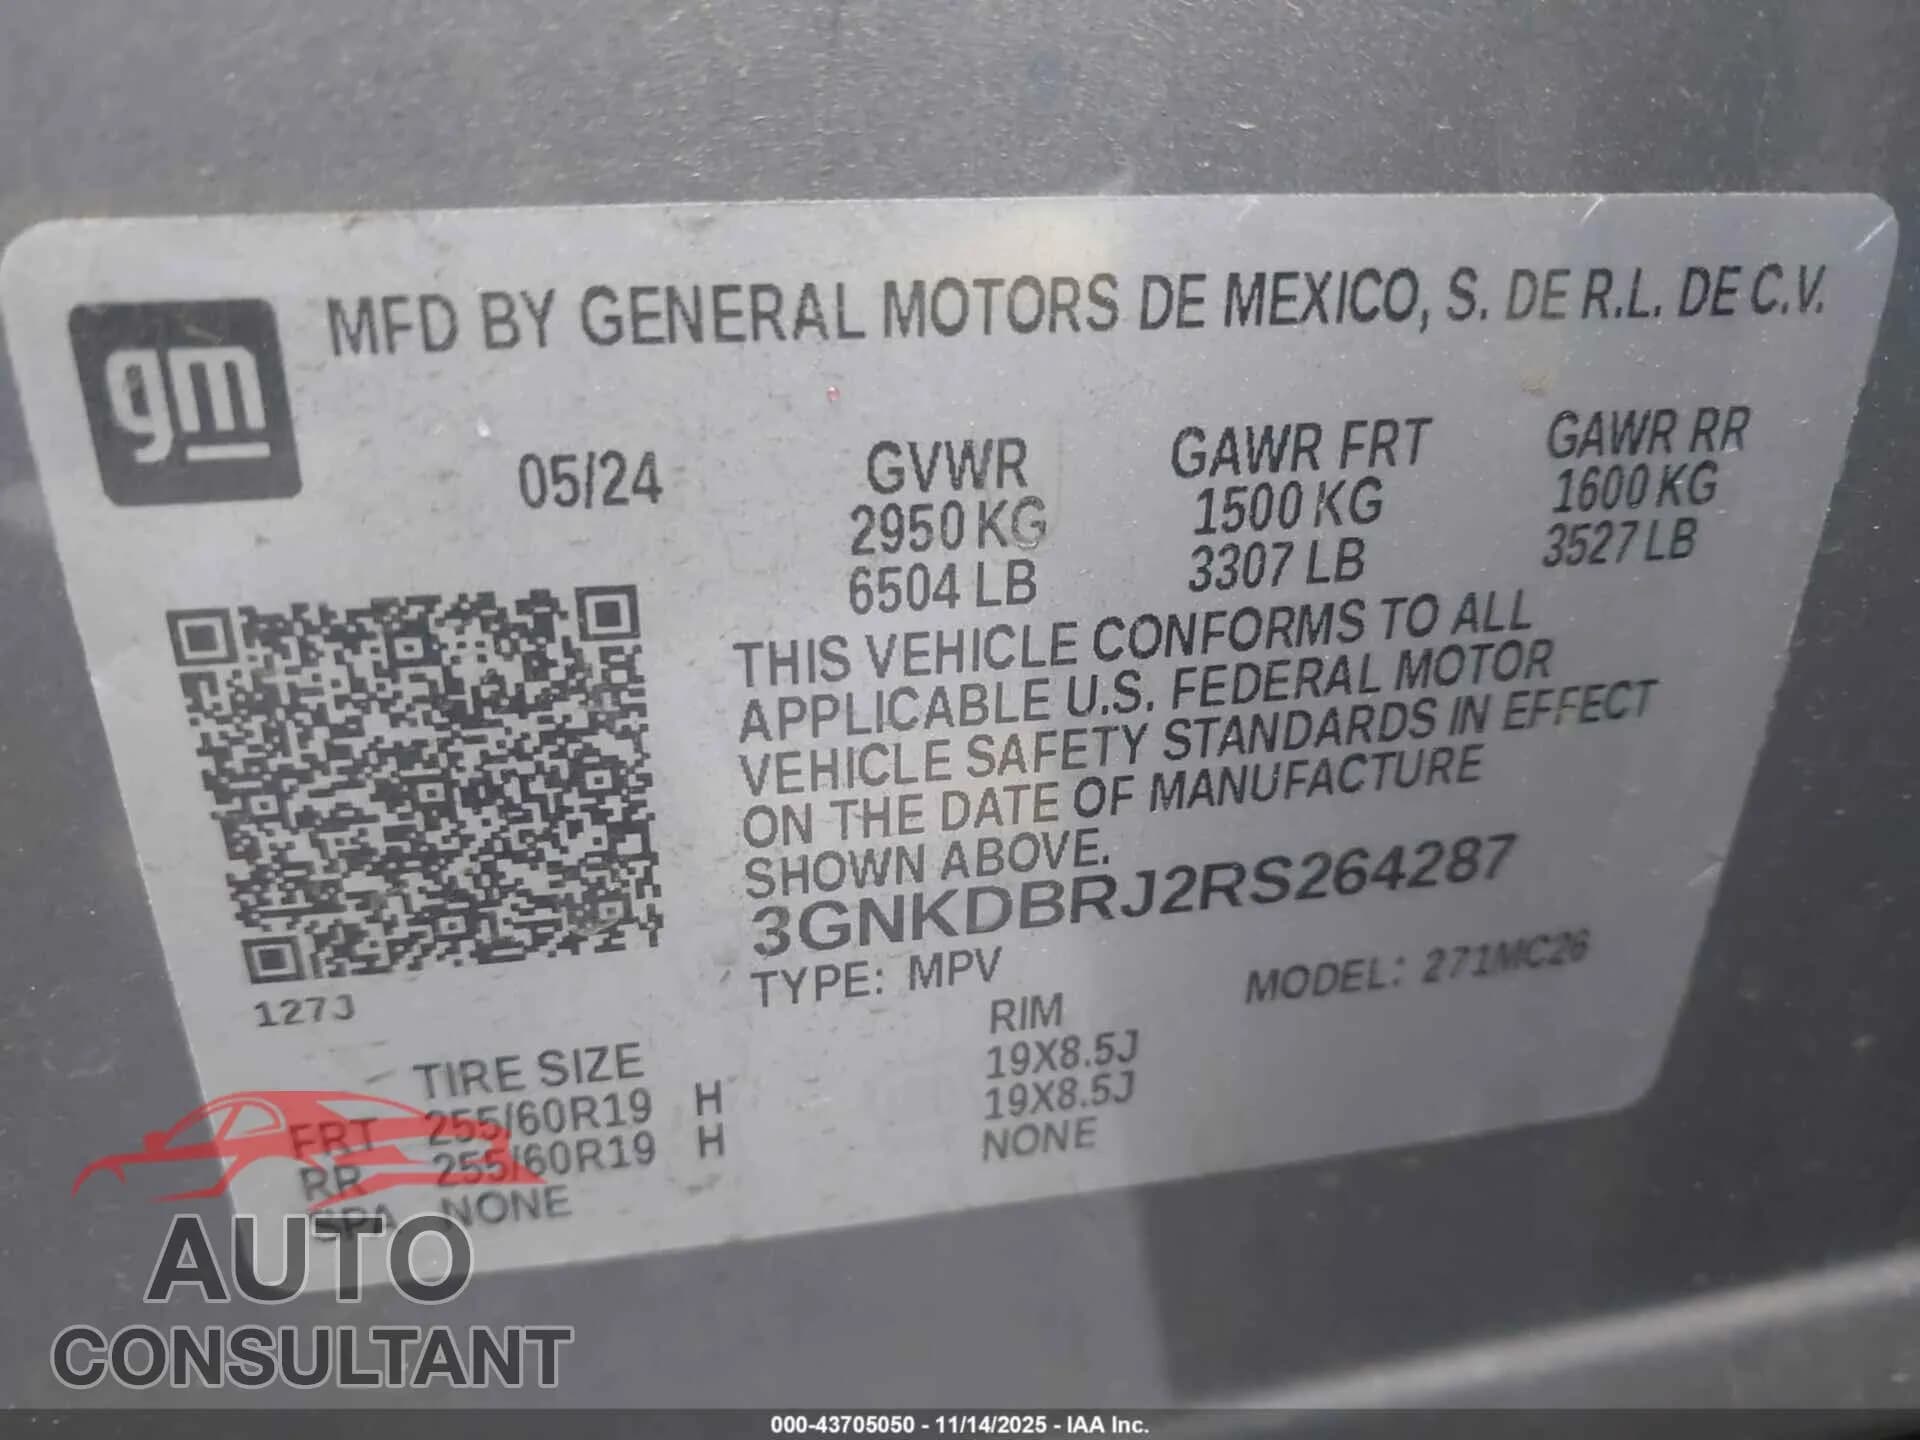 gm
MFD BY GENERAL MOTORS DE MEXICO, S. DE R.L. DE C.V.
05/24
GVWR
2950 KG
6504 LB
GAWR FRT
1500 KG
3307 LB
GAWR RR
1600 KG
3527 LB
THIS VEHICLE CONFORMS TO ALL
APPLICABLE U.S. FEDERAL MOTOR
VEHICLE SAFETY STANDARDS IN EFFECT
ON THE DATE OF MANUFACTURE
SHOWN ABOVE.
3GNKDBRJ2RS264287
TYPE: MPV
MODEL: 271MC26
127J
TIRE SIZE
RIM
FRT 255/60R19 H 19X8.5J
RR 255/60R19 H 19X8.5J
SPA NONE NONE
AUTO
CONSULTANT
000-43705050 - 11/14/2025 - IAA Inc.